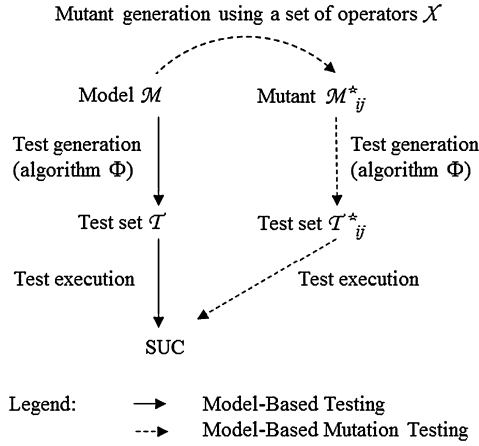 Mutant generation using a set of operators X
Model M
Mutant M*ij
Test generation
(algorithm Φ)
Test generation
(algorithm Φ)
Test set T
Test set T*ij
Test execution
Test execution
SUC
Legend:
Model-Based Testing
Model-Based Mutation Testing